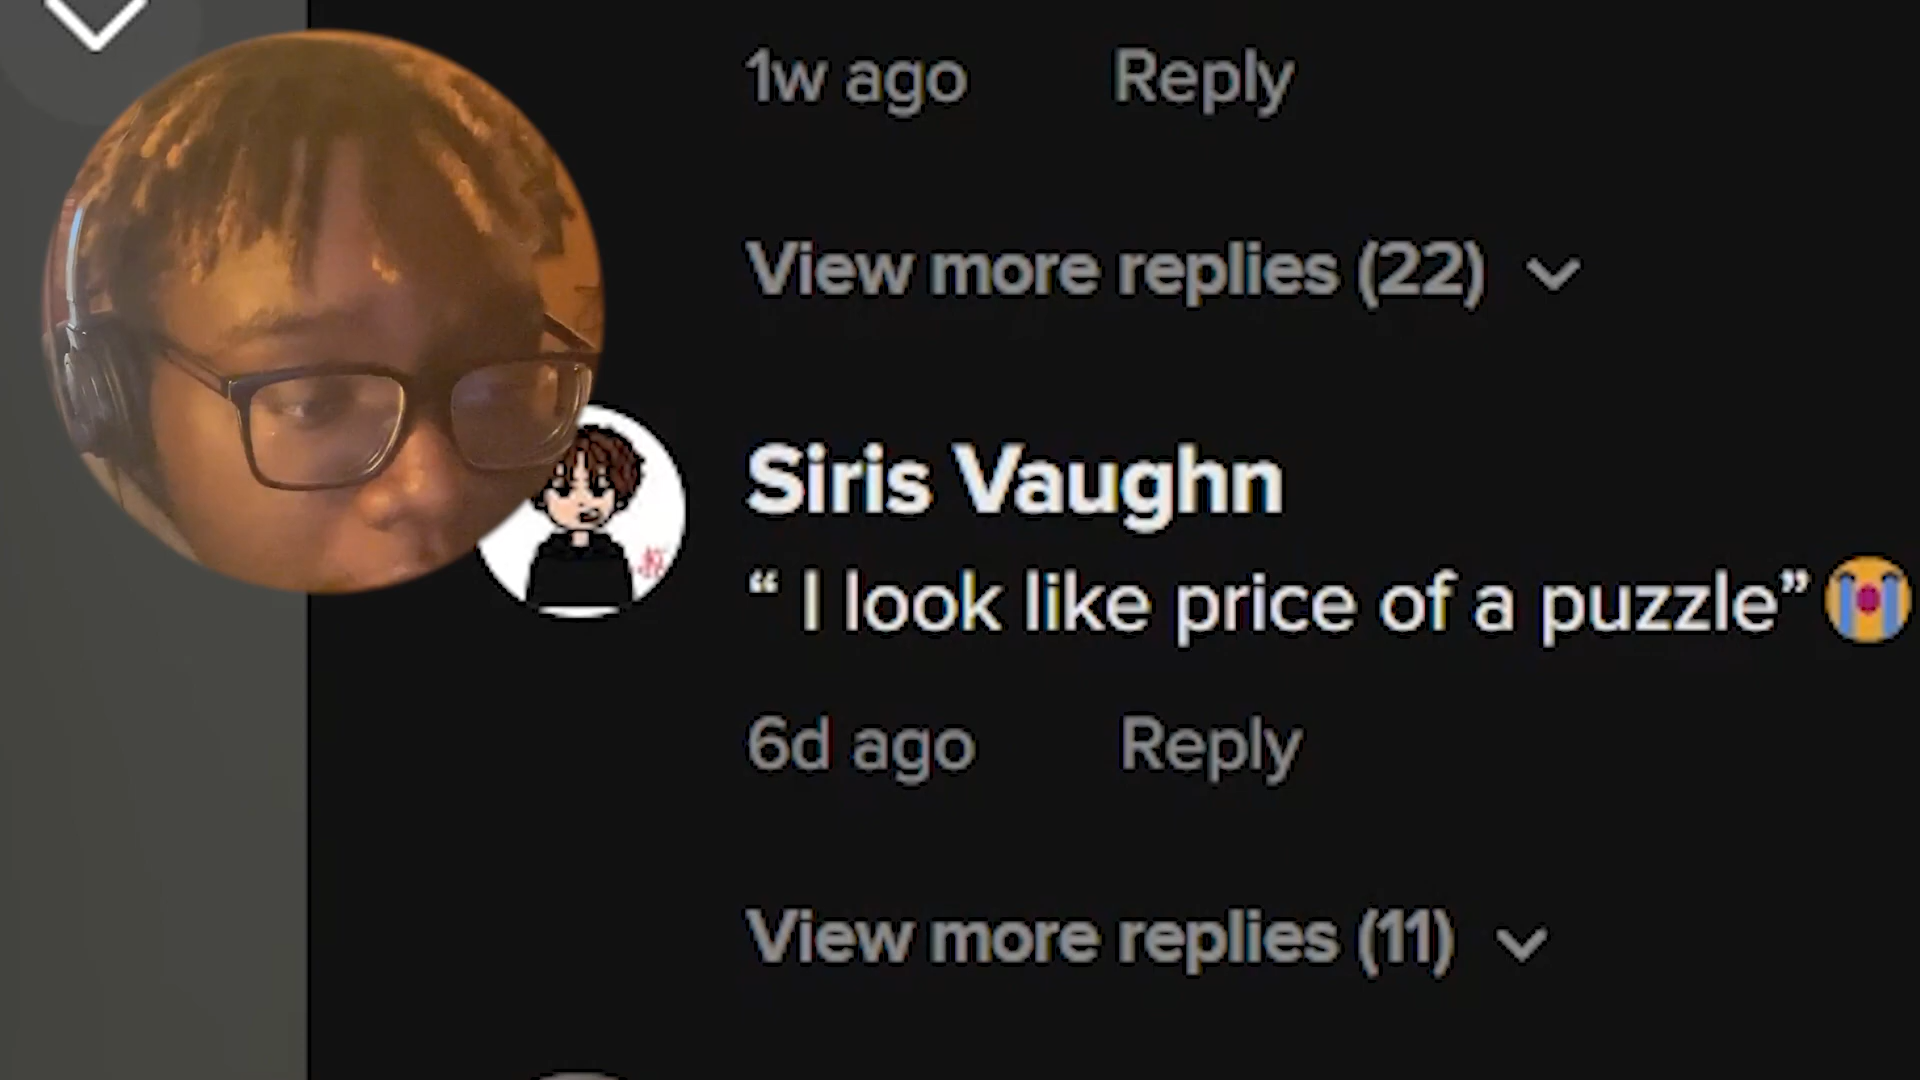 1w ago Reply
View more replies (22)
Siris Vaughn
“ I look like price of a puzzle”😭
6d ago Reply
View more replies (11)